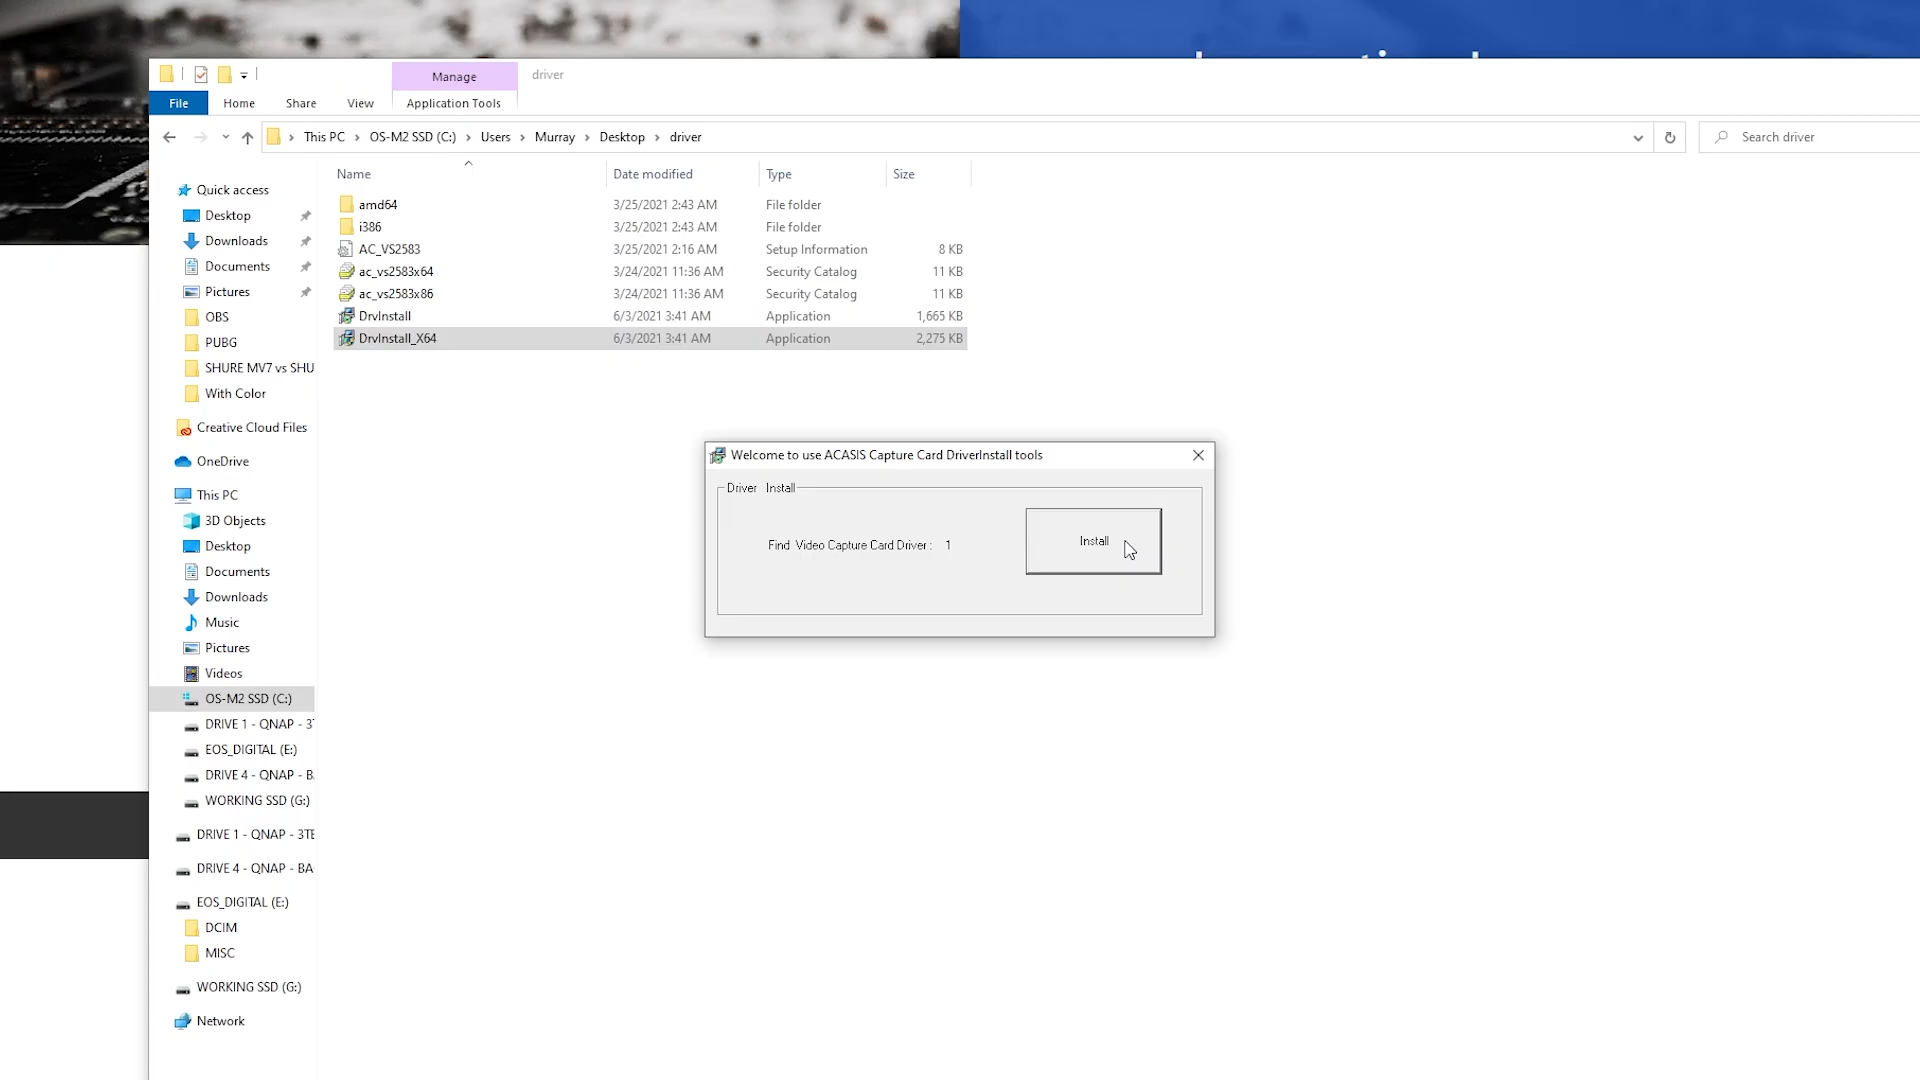 Manage
driver
File
Home
Share
View
Application Tools
This PC
OS-M2 SSD (C:)
Users
Murray
Desktop
driver
Search driver
Name
Date modified
Type
Size
amd64 3/25/2021 2:43 AM File folder
i386 3/25/2021 2:43 AM File folder
AC_VS2583 3/25/2021 2:16 AM Setup Information 8 KB
ac_vs2583x64 3/24/2021 11:36 AM Security Catalog 11 KB
ac_vs2583x86 3/24/2021 11:36 AM Security Catalog 11 KB
DrvInstall 6/3/2021 3:41 AM Application 1,665 KB
DrvInstall_X64 6/3/2021 3:41 AM Application 2,275 KB
Quick access
Desktop
Downloads
Documents
Pictures
OBS
PUBG
SHURE MV7 vs SHU
With Color
Creative Cloud Files
OneDrive
This PC
3D Objects
Desktop
Documents
Downloads
Music
Pictures
Videos
OS-M2 SSD (C:)
DRIVE 1 - QNAP - 3T
EOS_DIGITAL (E:)
DRIVE 4 - QNAP - BA
WORKING SSD (G:)
DRIVE 1 - QNAP - 3TB
DRIVE 4 - QNAP - BA
EOS_DIGITAL (E:)
DCIM
MISC
WORKING SSD (G:)
Network
Welcome to use ACASIS Capture Card DriverInstall tools
Driver Install
Find Video Capture Card Driver : 1
Install